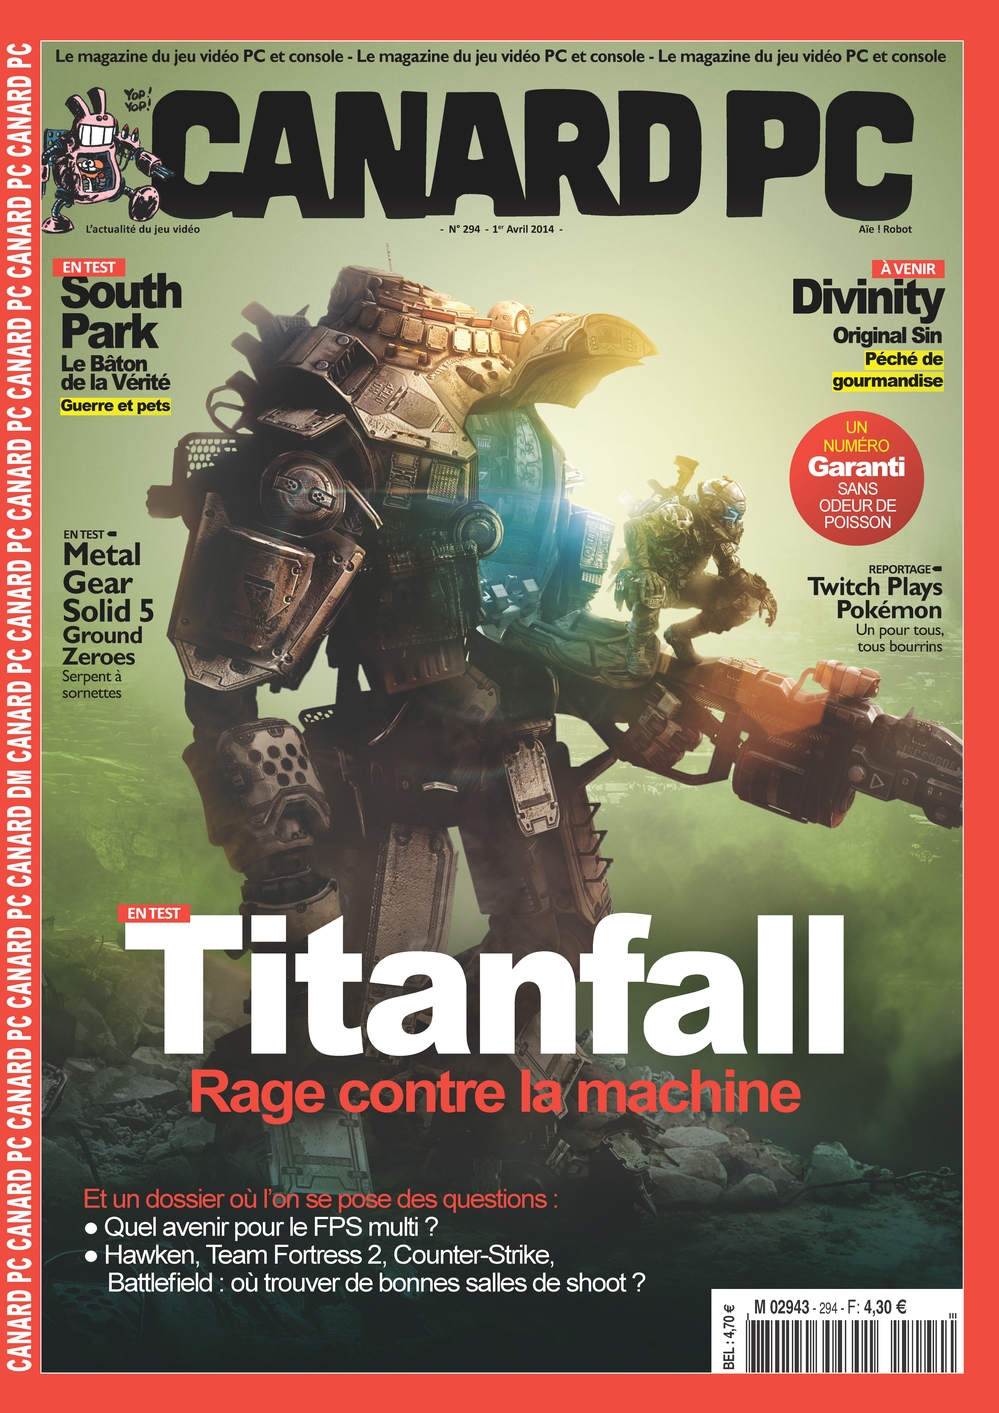 Le magazine du jeu vidéo PC et console - Le magazine du jeu vidéo PC et console - Le magazine du jeu vidéo PC et console
YOP!
YOP!
CANARD PC
L'actualité du jeu vidéo
- N° 294 - 1er Avril 2014 -
Aïe ! Robot
EN TEST
South
Park
Le Bâton
de la Vérité
Guerre et pets
À VENIR
Divinity
Original Sin
Péché de
gourmandise
UN
NUMÉRO
Garanti
SANS
ODEUR DE
POISSON
EN TEST
Metal
Gear
Solid 5
Ground
Zeroes
Serpent à
sornettes
REPORTAGE
Twitch Plays
Pokémon
Un pour tous,
tous bourrins
EN TEST
Titanfall
Rage contre la machine
Et un dossier où l'on se pose des questions :
● Quel avenir pour le FPS multi ?
● Hawken, Team Fortress 2, Counter-Strike,
Battlefield : où trouver de bonnes salles de shoot ?
BEL : 4,70 €
M 02943 - 294 - F: 4,30 €
CANARD PC CANARD PC CANARD PC CANARD PC CANARD DM CANARD PC CANARD PC CANARD PC CANARD PC CANARD PC CANARD PC